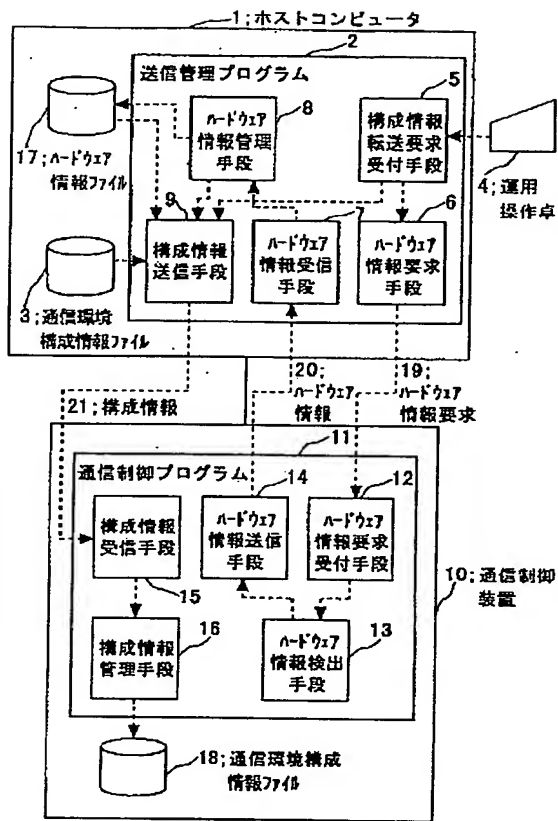 1;ホストコンピュータ
2
送信管理プログラム
5
8
ハードウェア
情報管理
手段
構成情報
転送要求
受付手段
17;ハードウェア
情報ファイル
4;運用
操作卓
9
7
6
構成情報
送信手段
ハードウェア
情報受信
手段
ハードウェア
情報要求
手段
3;通信環境
構成情報ファイル
20;
ハードウェア
情報
19;
ハードウェア
情報要求
21;構成情報
11
通信制御プログラム
14
12
構成情報
受信手段
ハードウェア
情報送信
手段
ハードウェア
情報要求
受付手段
15
10;通信制御
装置
16
13
構成情報
管理手段
ハードウェア
情報検出
手段
18;通信環境構成
情報ファイル